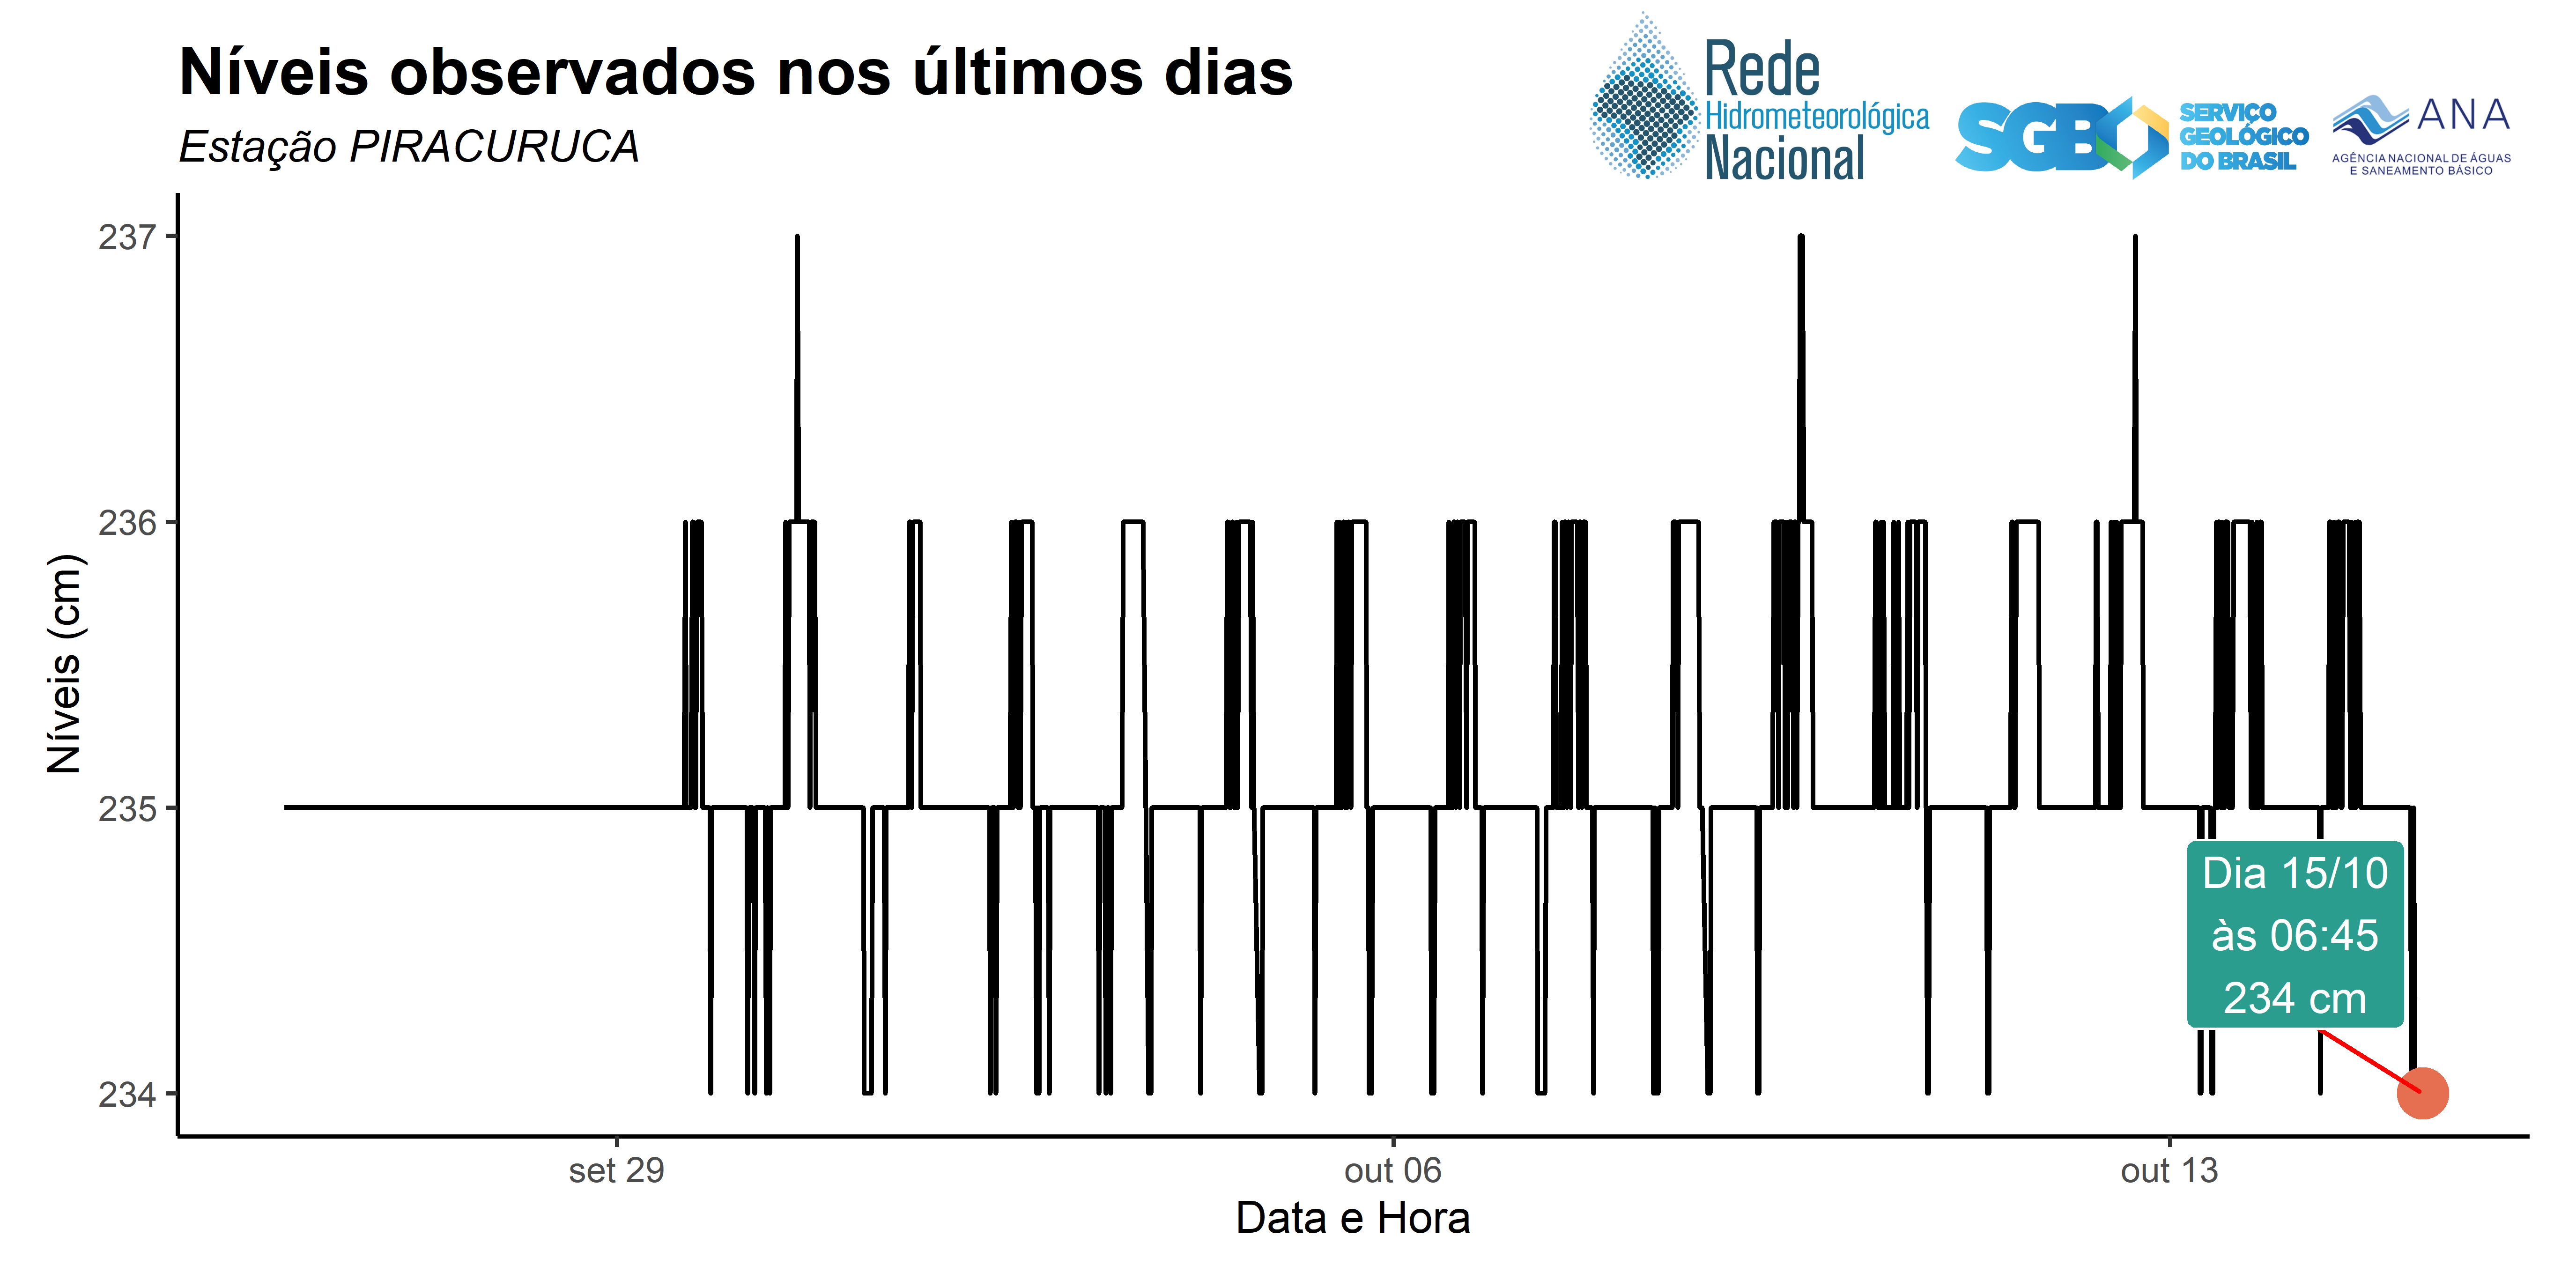 Níveis observados nos últimos dias
Estação PIRACURUCA
Rede
Hidrometeorológica
Nacional
SGB
SERVIÇO
GEOLÓGICO
DO BRASIL
ANA
AGÊNCIA NACIONAL DE ÁGUAS
E SANEAMENTO BÁSICO
Níveis (cm)
237
236
235
234
Dia 15/10
às 06:45
234 cm
set 29
out 06
out 13
Data e Hora